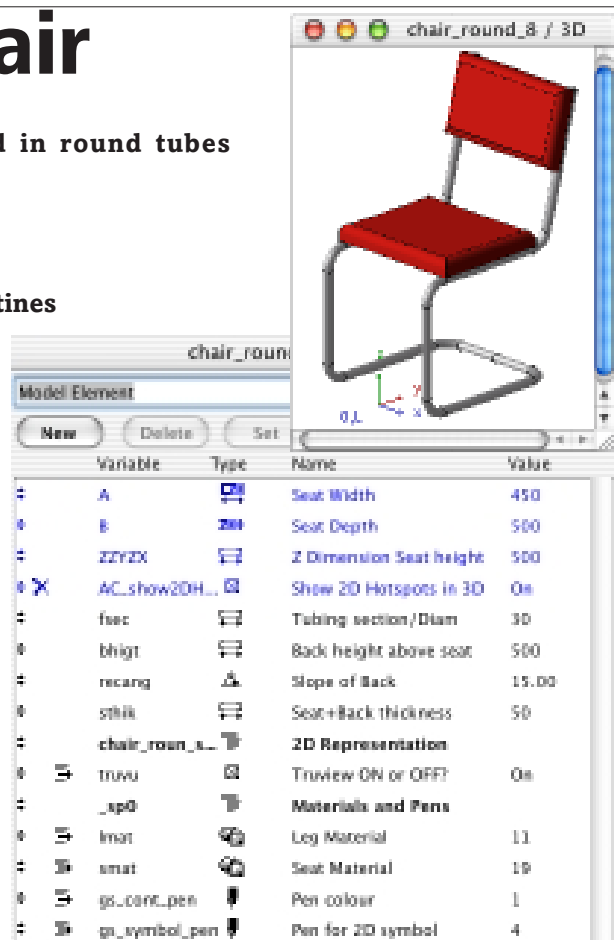 air
chair_round_8 / 3D
d in round tubes
tines
chair_roun
Model Element
New Delete Set
Variable Type Name Value
A Seat Width 450
B Seat Depth 500
ZZYZX Z Dimension Seat height 500
AC_show2DH... Show 2D Hotspots in 3D On
fsec Tubing section/Diam 30
bhigt Back height above seat 500
recang Slope of Back 15.00
sthik Seat+Back thickness 50
chair_roun_s... 2D Representation
truvu Truview ON or OFF? On
_sp0 Materials and Pens
lmat Leg Material 11
smat Seat Material 19
gs_cont_pen Pen colour 1
gs_symbol_pen Pen for 2D symbol 4